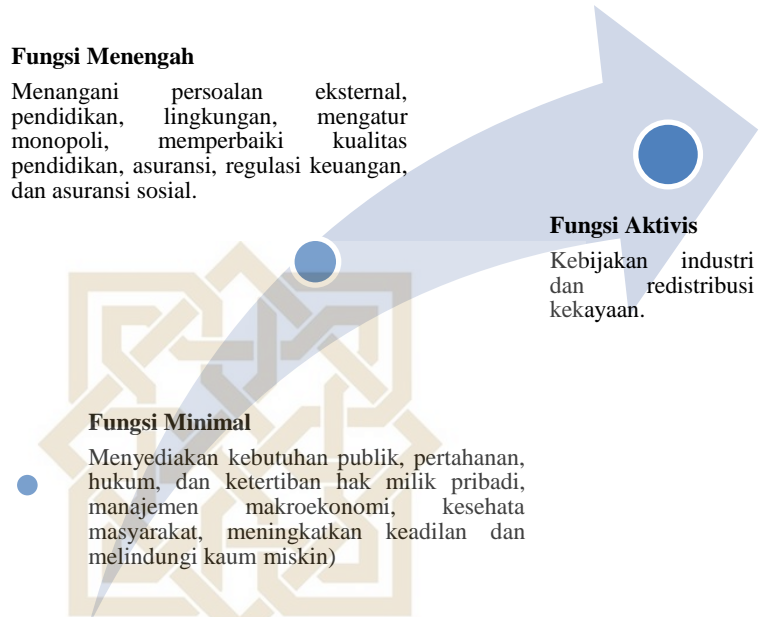 Fungsi Menengah
Menangani persoalan eksternal,
pendidikan, lingkungan, mengatur
monopoli, memperbaiki kualitas
pendidikan, asuransi, regulasi keuangan,
dan asuransi sosial.
Fungsi Aktivis
Kebijakan industri
dan redistribusi
kekayaan.
Fungsi Minimal
Menyediakan kebutuhan publik, pertahanan,
hukum, dan ketertiban hak milik pribadi,
manajemen makroekonomi, kesehata
masyarakat, meningkatkan keadilan dan
melindungi kaum miskin)